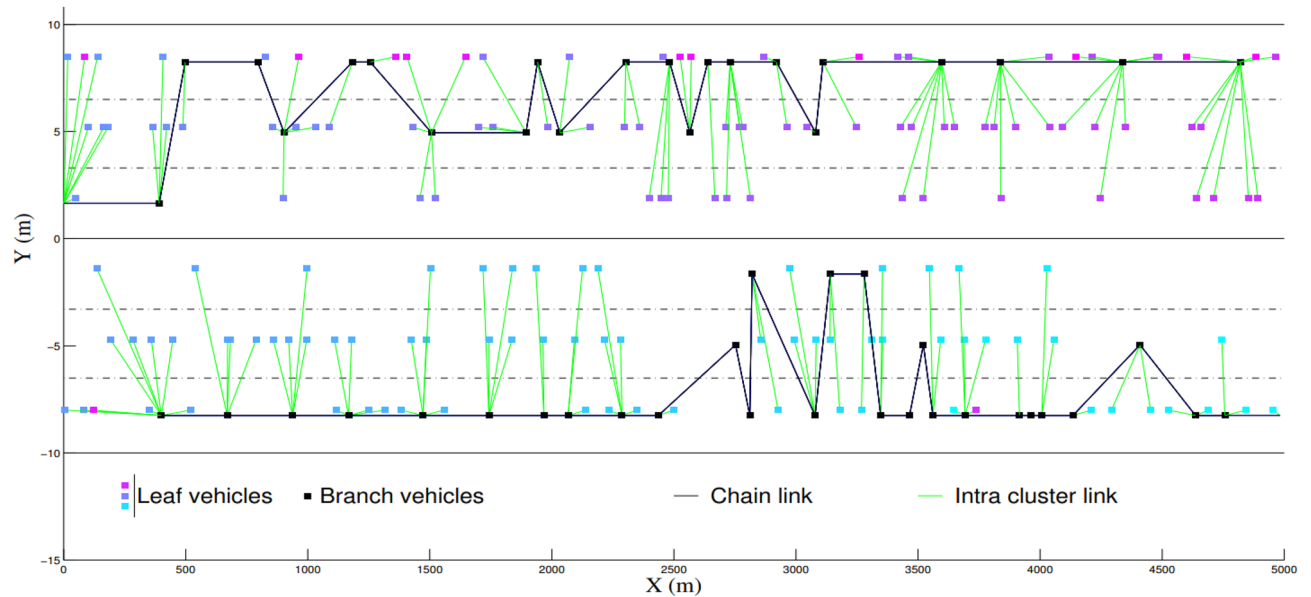 10
5
0
−5
−10
−15
Y (m)
Leaf vehicles
Branch vehicles
Chain link
Intra cluster link
0 500 1000 1500 2000 2500 3000 3500 4000 4500 5000
X (m)